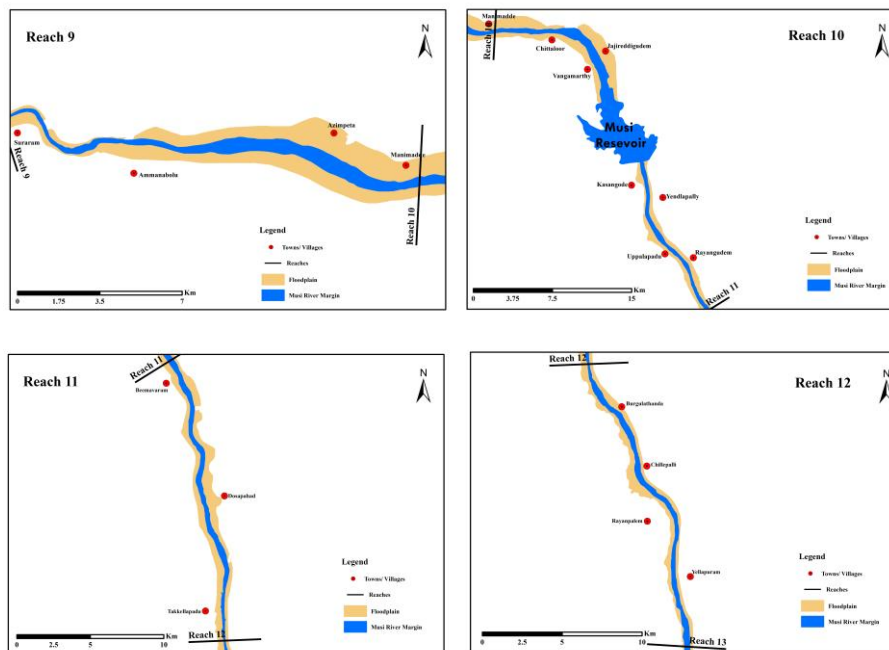 Reach 9
N
Suraram
Reach 9
Ammanabolu
Azimpeta
Manimadde
Reach 10
Legend
Towns/ Villages
Reaches
Floodplain
Musi River Margin
Km
0 1.75 3.5 7
Reach 10
N
Manimadde
Chittaloor
Jajireddigudem
Vangamarthy
Musi
Resevoir
Kasangode
Yendlapally
Uppalapadu
Rayangudem
Reach 11
Legend
Towns/ Villages
Reaches
Floodplain
Musi River Margin
Km
0 3.75 7.5 15
Reach 11
N
Reach 11
Beemavaram
Dosapahad
Takkellapadu
Reach 12
Legend
Towns/ Villages
Reaches
Floodplain
Musi River Margin
Km
0 2.5 5 10
Reach 12
N
Reach 12
Burgulathanda
Chillepalli
Rayanpalem
Yellapuram
Reach 13
Legend
Towns/ Villages
Reaches
Floodplain
Musi River Margin
Km
0 2.5 5 10